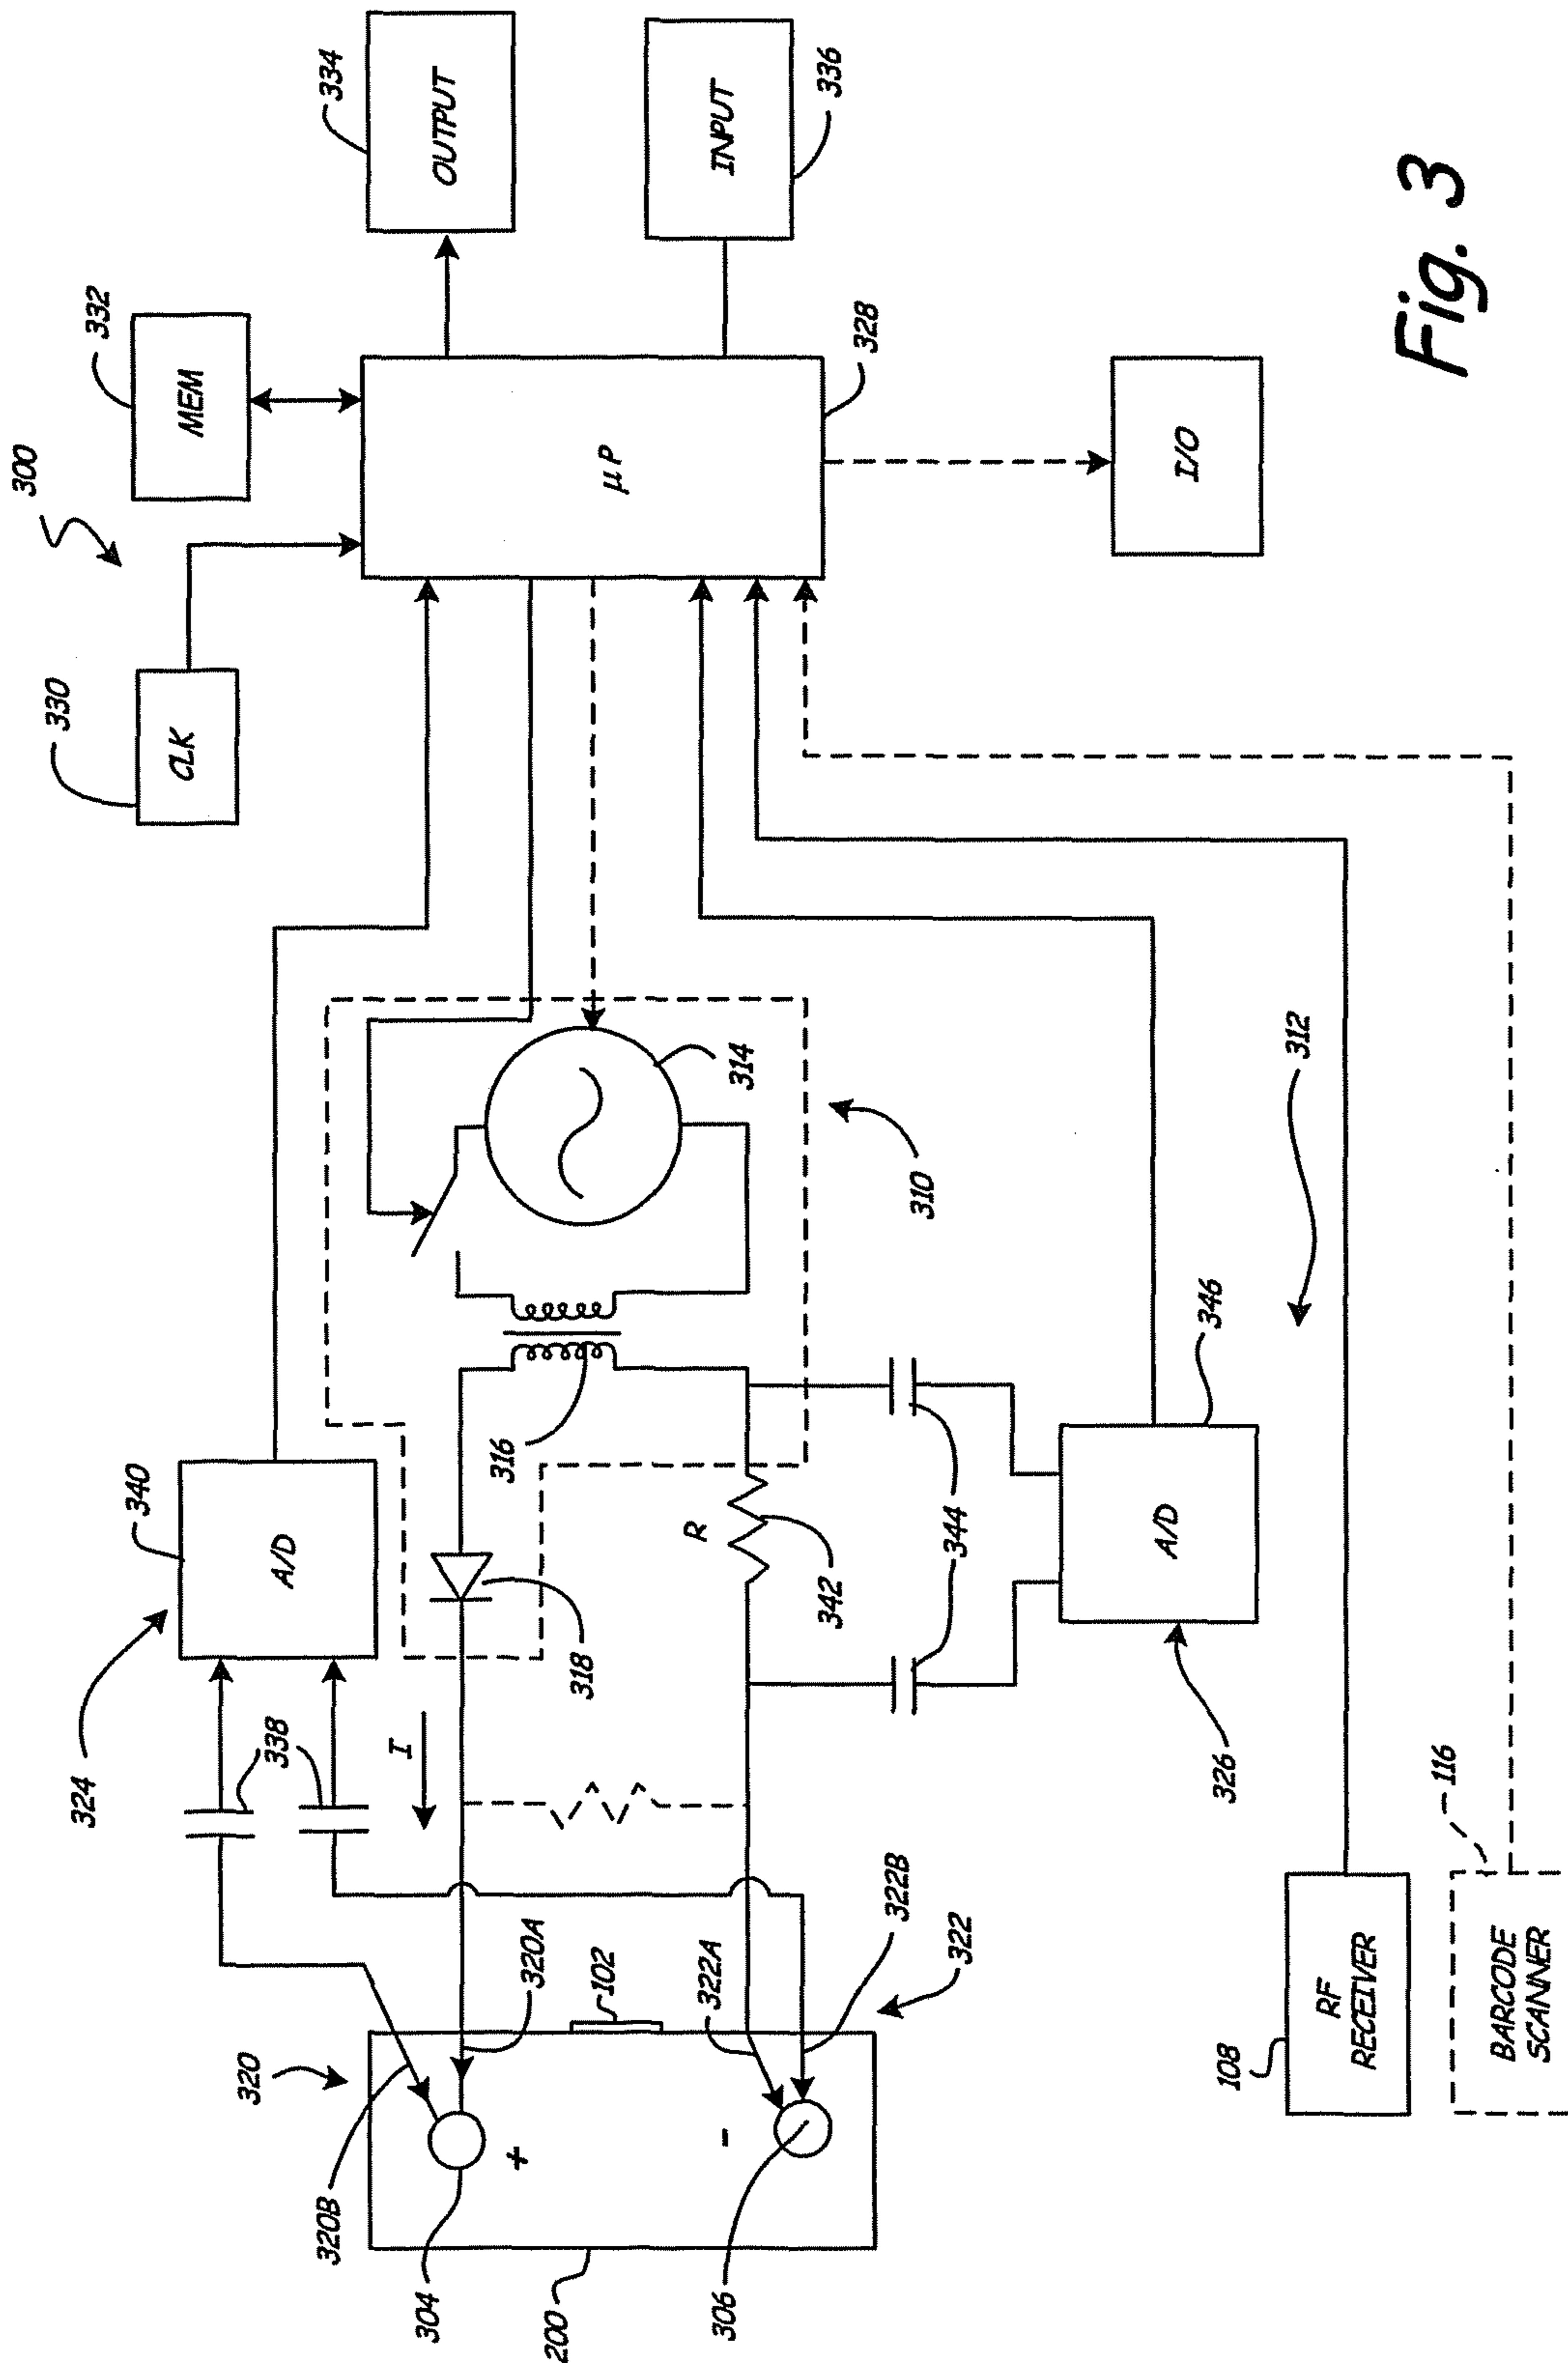 300
332
MEM
330
CLK
334
OUTPUT
336
INPUT
µP
328
I/O
324
340
A/D
338
I
318
316
314
310
R
342
344
346
A/D
326
312
320
320B
320A
304
+
102
200
-
306
322A
322B
322
108
RF
RECEIVER
116
BARCODE
SCANNER
Fig. 3